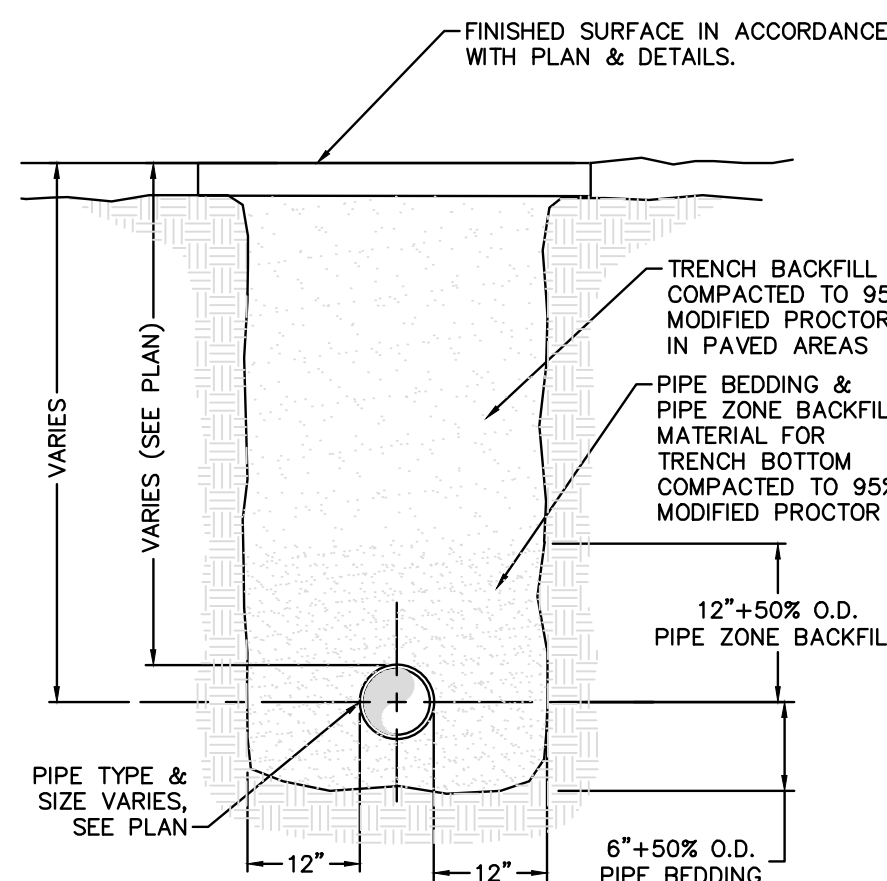 FINISHED SURFACE IN ACCORDANCE
WITH PLAN & DETAILS.
TRENCH BACKFILL
COMPACTED TO 95
MODIFIED PROCTOR
IN PAVED AREAS
PIPE BEDDING &
PIPE ZONE BACKFIL
MATERIAL FOR
TRENCH BOTTOM
COMPACTED TO 95%
MODIFIED PROCTOR
VARIES
VARIES (SEE PLAN)
12"+50% O.D.
PIPE ZONE BACKFIL
PIPE TYPE &
SIZE VARIES,
SEE PLAN
12"
12"
6"+50% O.D.
PIPE BEDDING